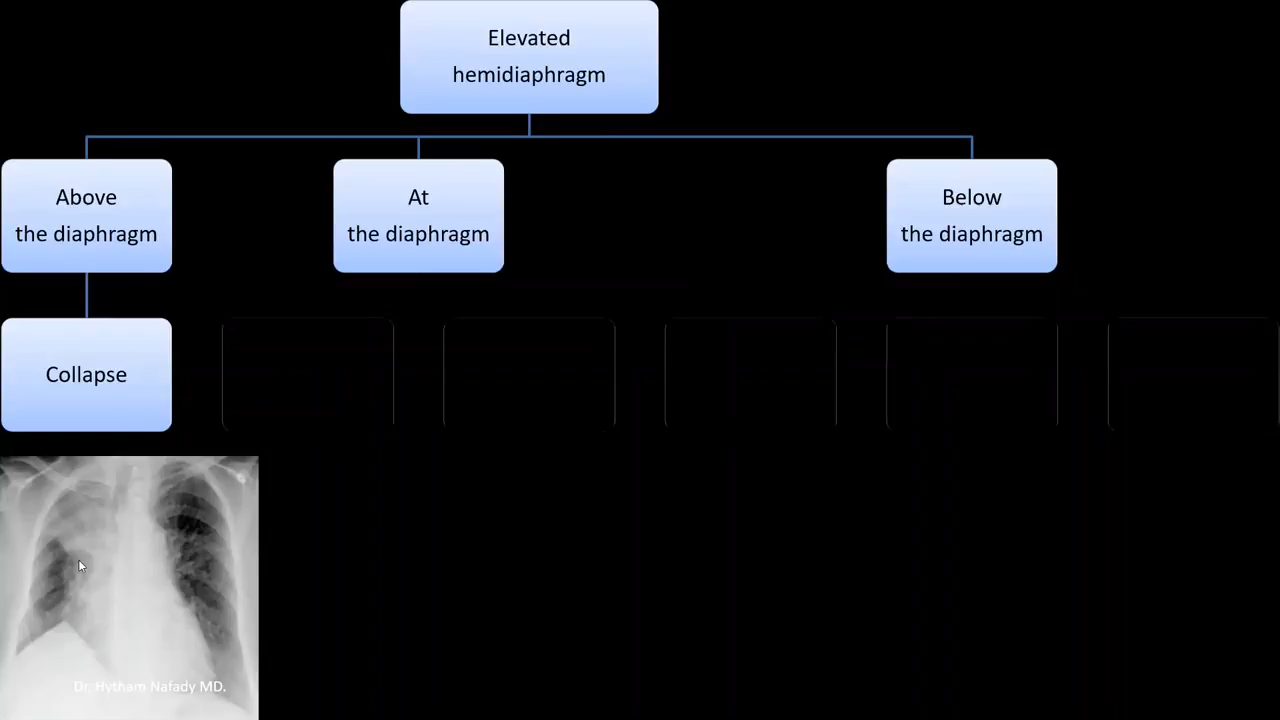 Elevated
hemidiaphragm
Above
the diaphragm
At
the diaphragm
Below
the diaphragm
Collapse
Dr. Hytham Nafady MD.